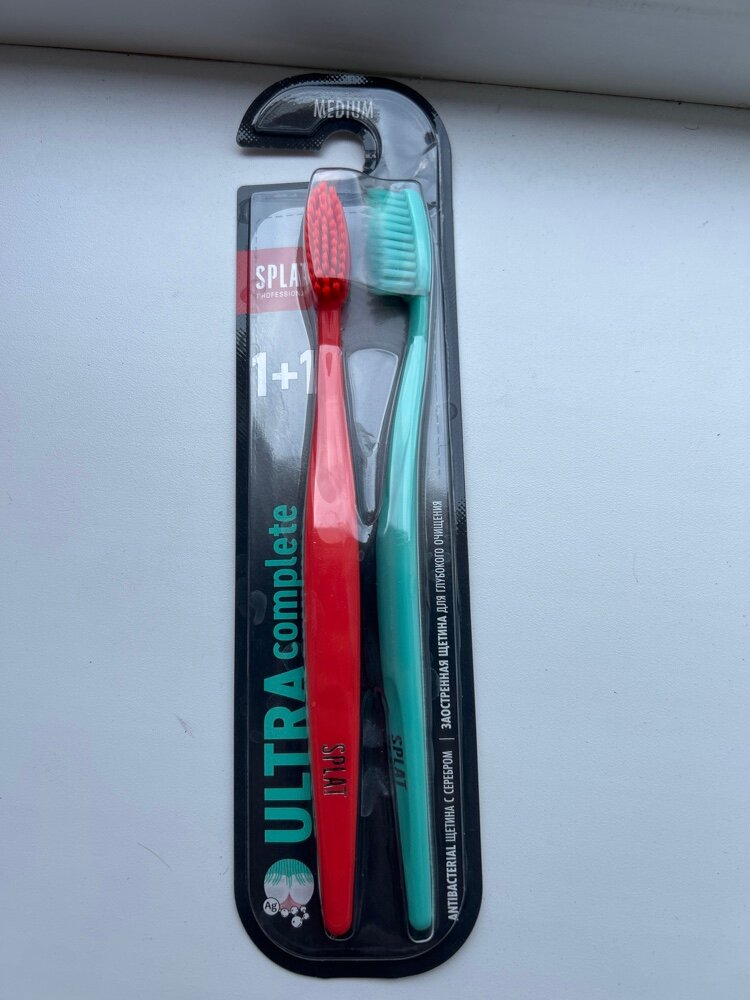 MEDIUM
SPLAT
PROFESSIONAL
1+1
ULTRA complete
SPLAT
SPLAT
Ag
ANTIBACTERIAL ЩЕТИНА С СЕРЕБРОМ | ЗАОСТРЕННАЯ ЩЕТИНА ДЛЯ ГЛУБОКОГО ОЧИЩЕНИЯ